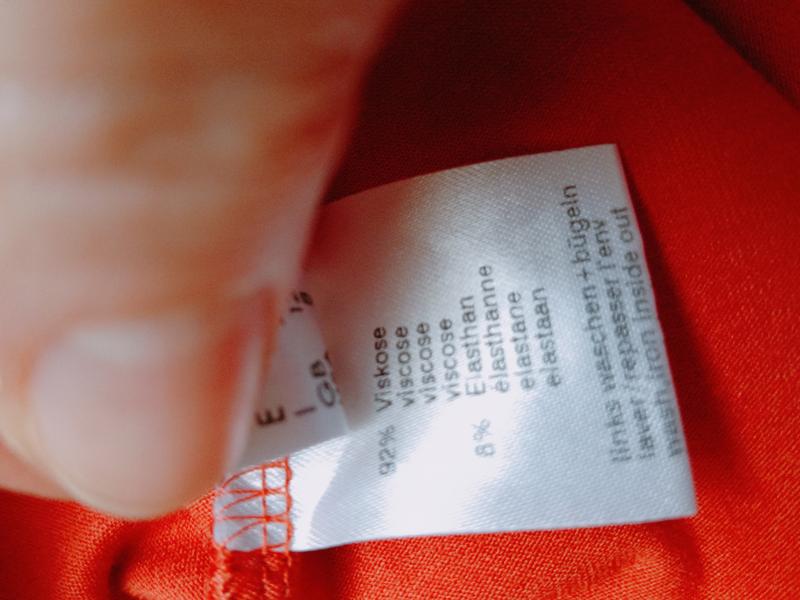 92% Viskose
viscose
viscose
viscose
8% Elasthan
élasthanne
elastane
elastaan
links waschen+bügeln
laver/repasser l'env
wash/iron inside out
E
GB